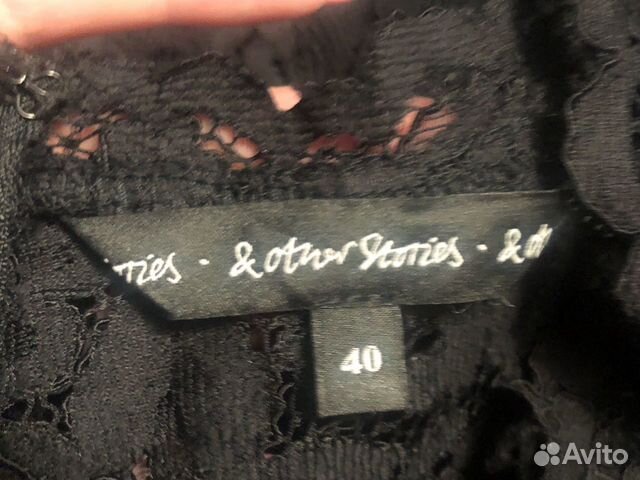 ories · & other Stories · & ot
40
Avito